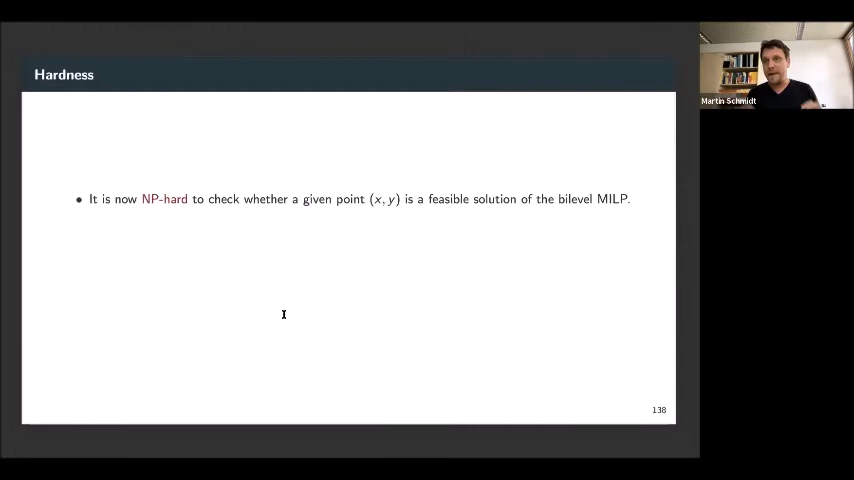 Hardness
• It is now NP-hard to check whether a given point (x, y) is a feasible solution of the bilevel MILP.
138
Martin Schmidt